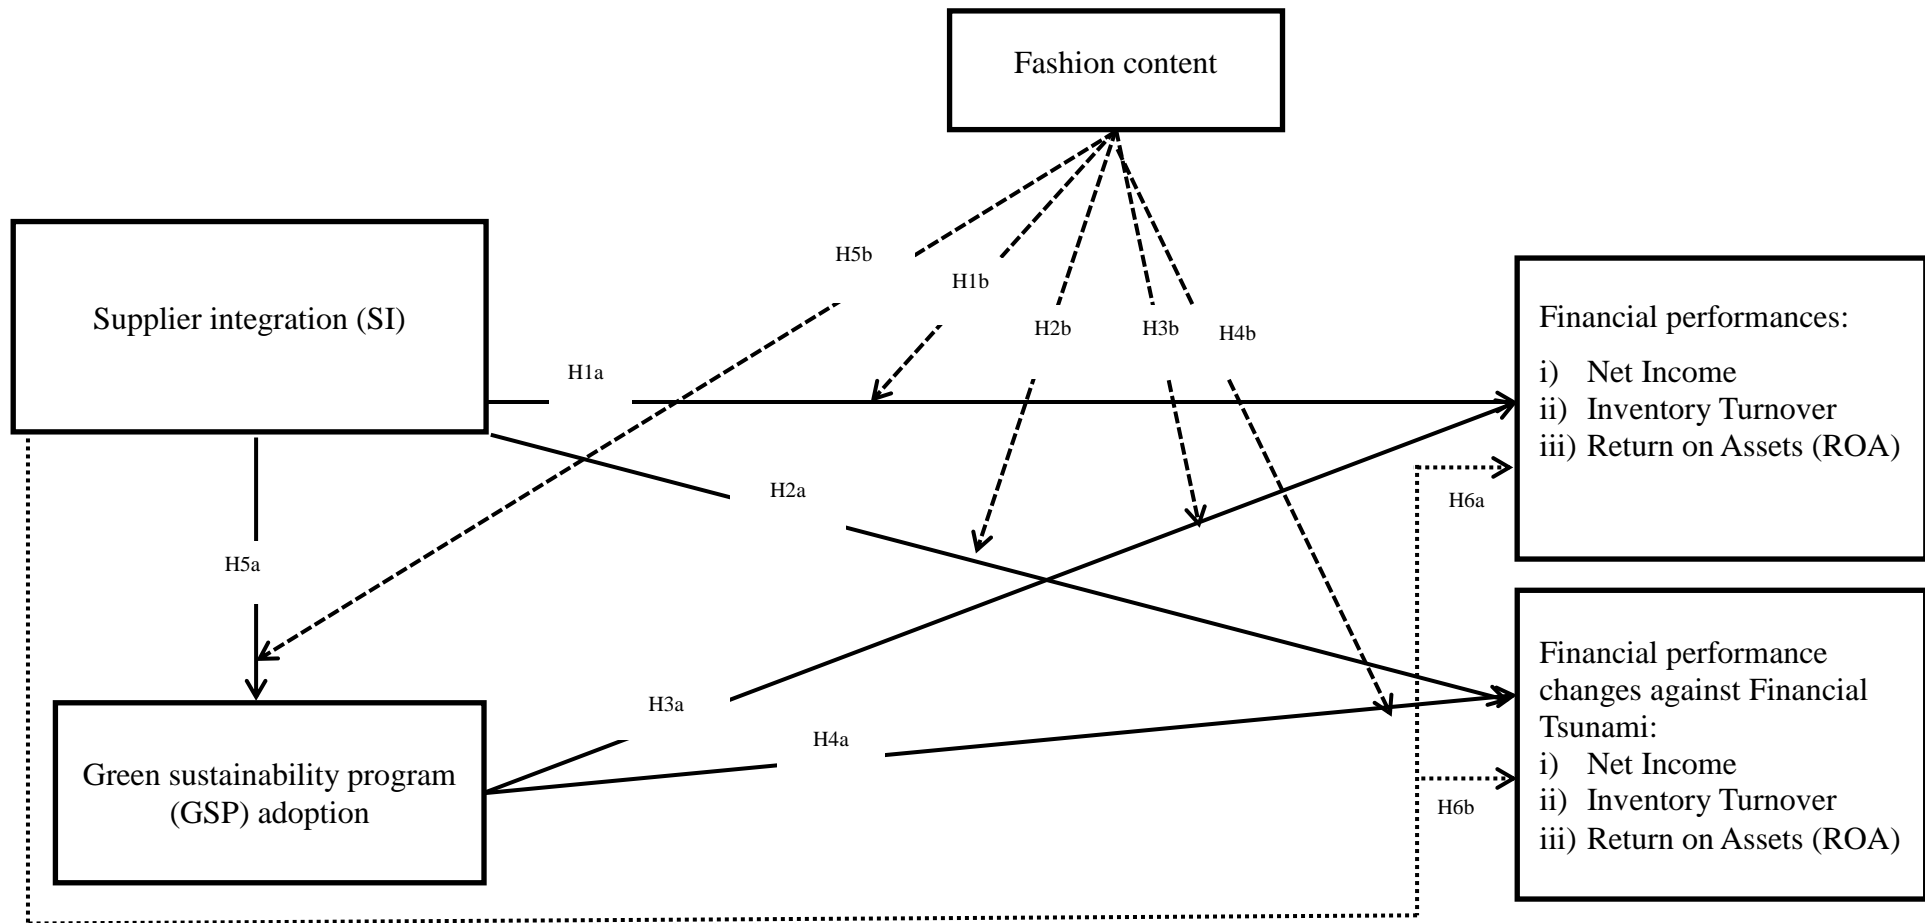 Fashion content
H5b
H1b
H2b
H3b
H4b
Supplier integration (SI)
H1a
H2a
H5a
H3a
H4a
H6a
H6b
Green sustainability program
(GSP) adoption
Financial performances:
i) Net Income
ii) Inventory Turnover
iii) Return on Assets (ROA)
Financial performance
changes against Financial
Tsunami:
i) Net Income
ii) Inventory Turnover
iii) Return on Assets (ROA)